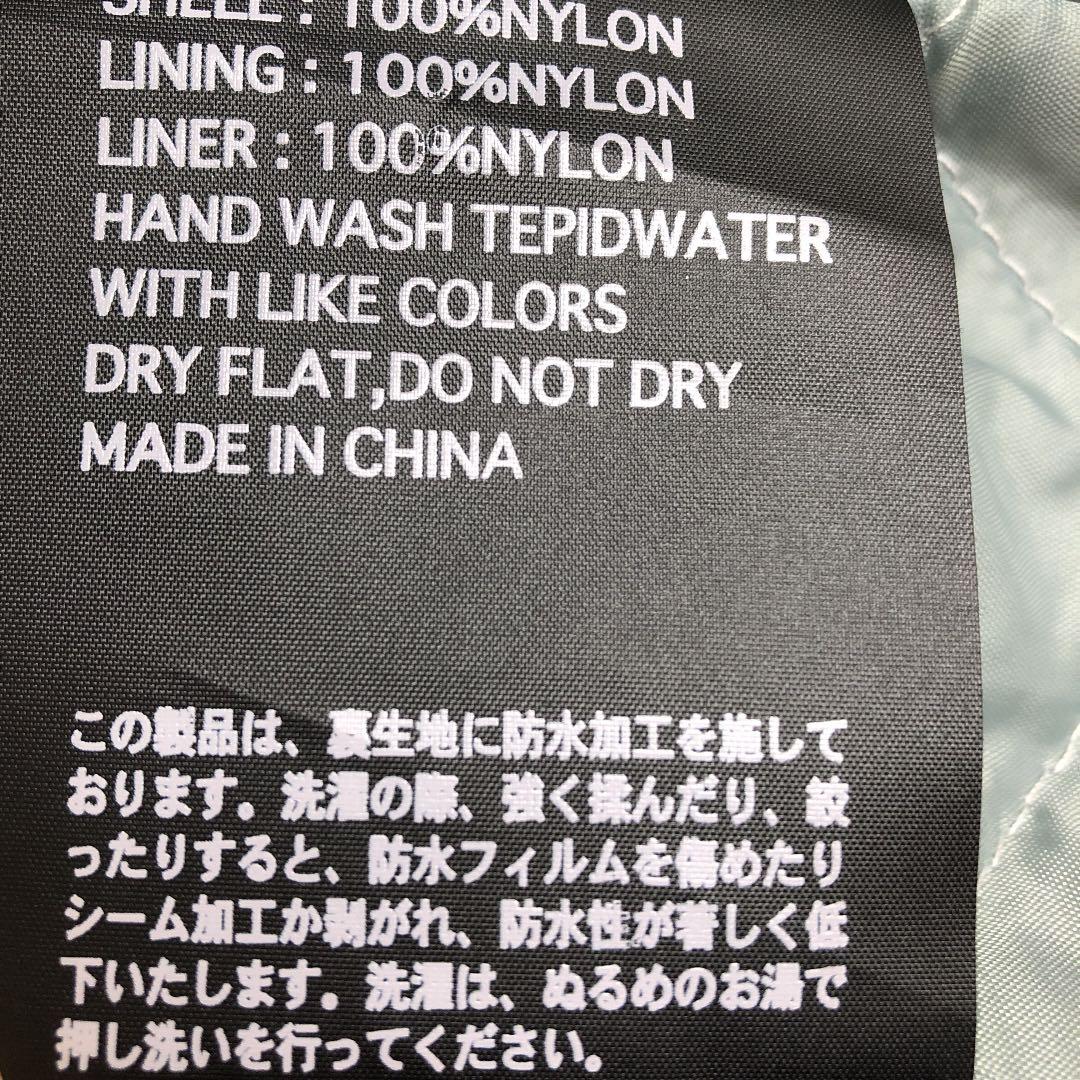 SHELL : 100%NYLON
LINING : 100%NYLON
LINER : 100%NYLON
HAND WASH TEPIDWATER
WITH LIKE COLORS
DRY FLAT,DO NOT DRY
MADE IN CHINA
この製品は、裏生地に防水加工を施して
おります。洗濯の際、強く揉んだり、絞
ったりすると、防水フィルムを傷めたり
シーム加工か剥がれ、防水性が著しく低
下いたします。洗濯は、ぬるめのお湯で
押し洗いを行ってください。